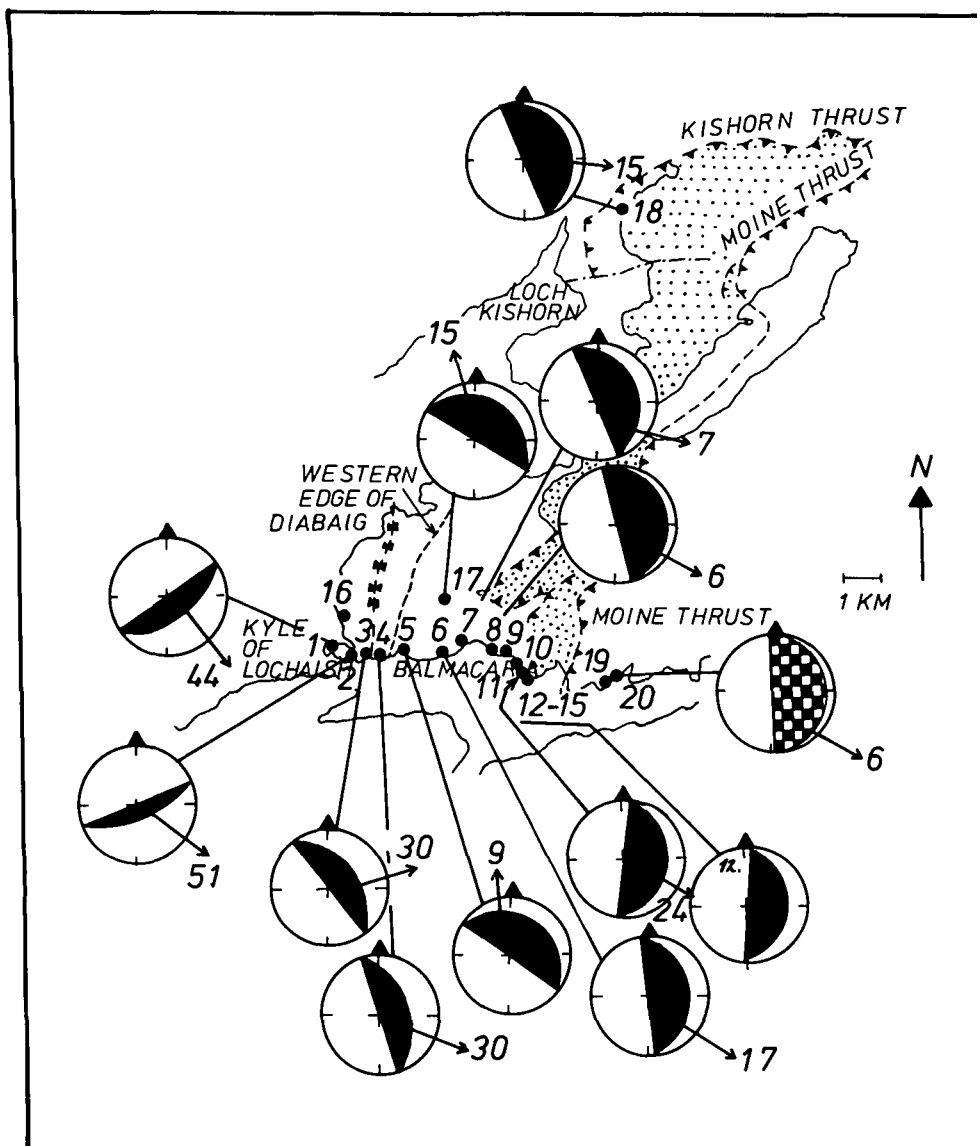 KISHORN THRUST
MOINE THRUST
15
18
LOCH
KISHORN
15
7
N
WESTERN
EDGE OF
DIABAIG
6
1 KM
16
17
MOINE THRUST
KYLE
OF
LOCHAISH
1
2
3
4
5
6
7
8
9
10
BALMACARA
11
12-15
19
20
44
6
51
30
9
24
12.
30
17